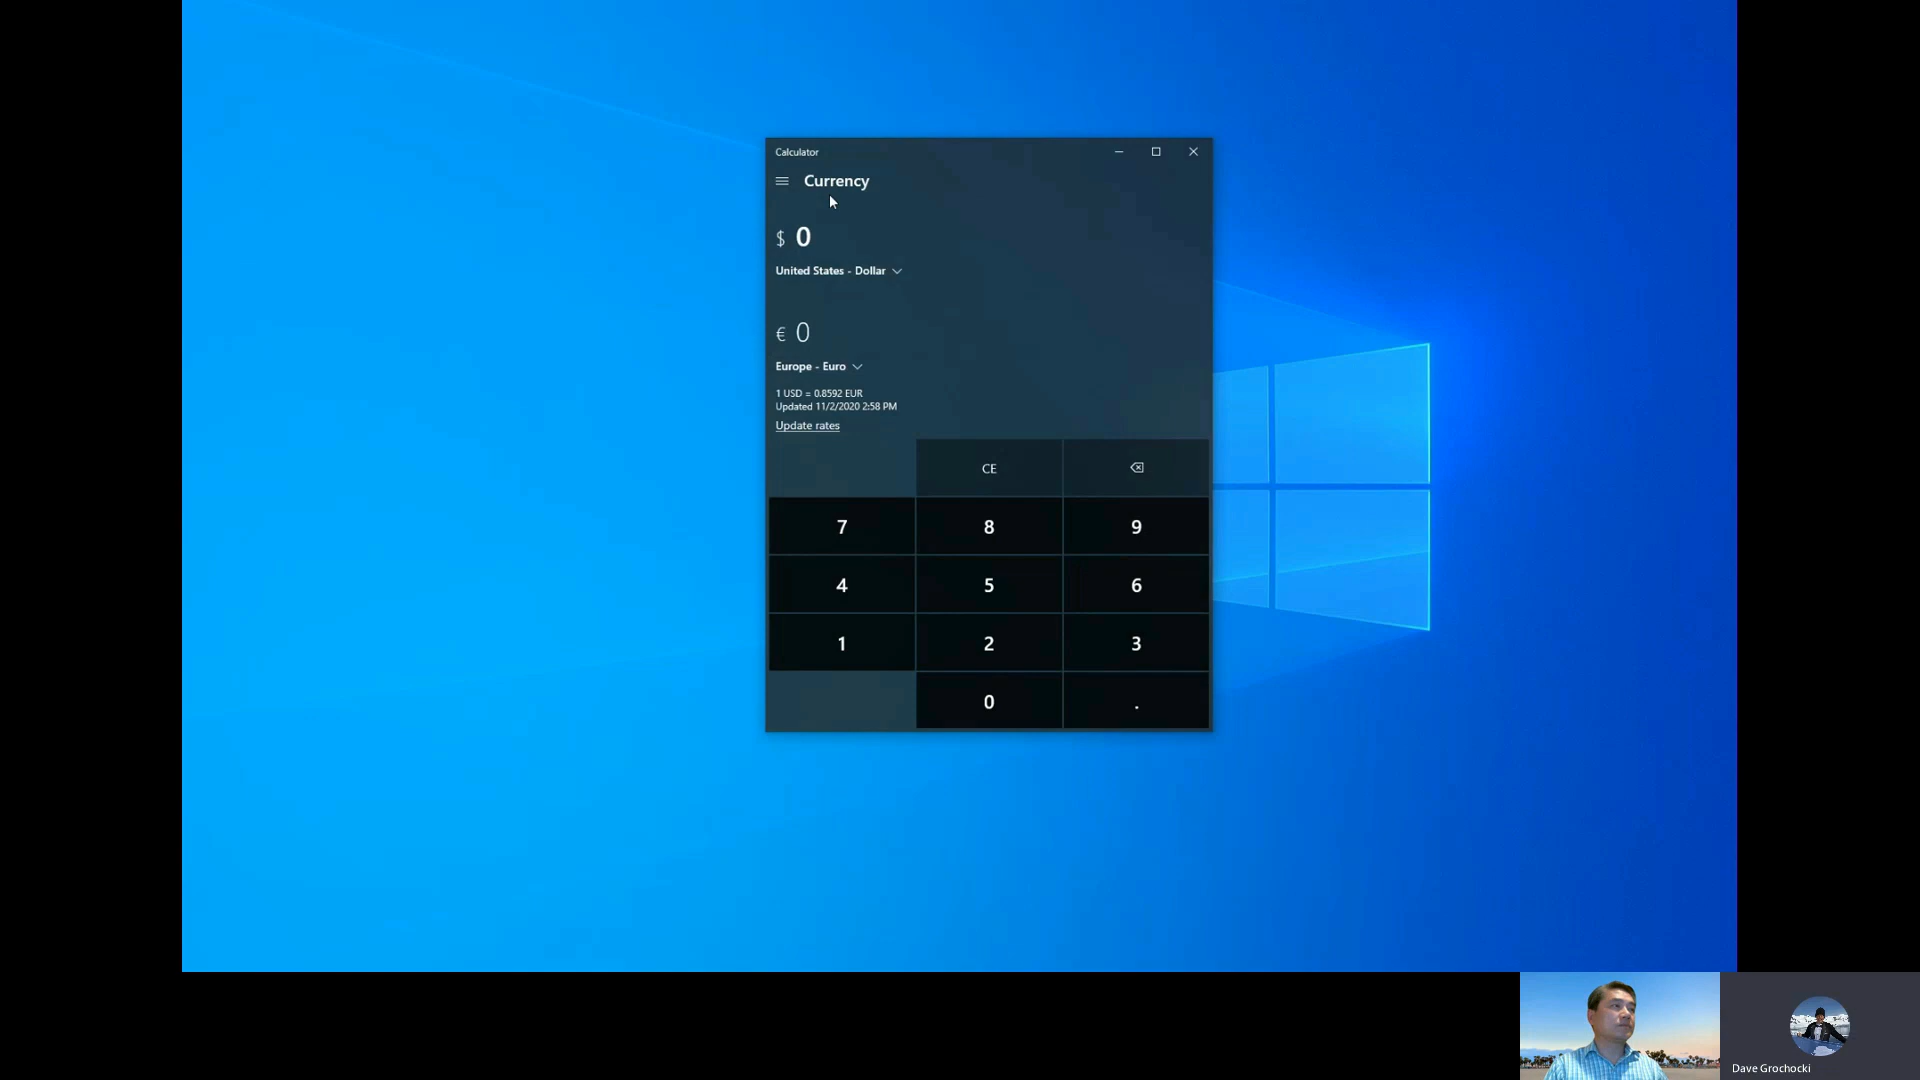 Calculator
Currency
$ 0
United States - Dollar
€ 0
Europe - Euro
1 USD = 0.8592 EUR
Updated 11/2/2020 2:58 PM
Update rates
CE
7 8 9
4 5 6
1 2 3
0 .
Dave Grochocki